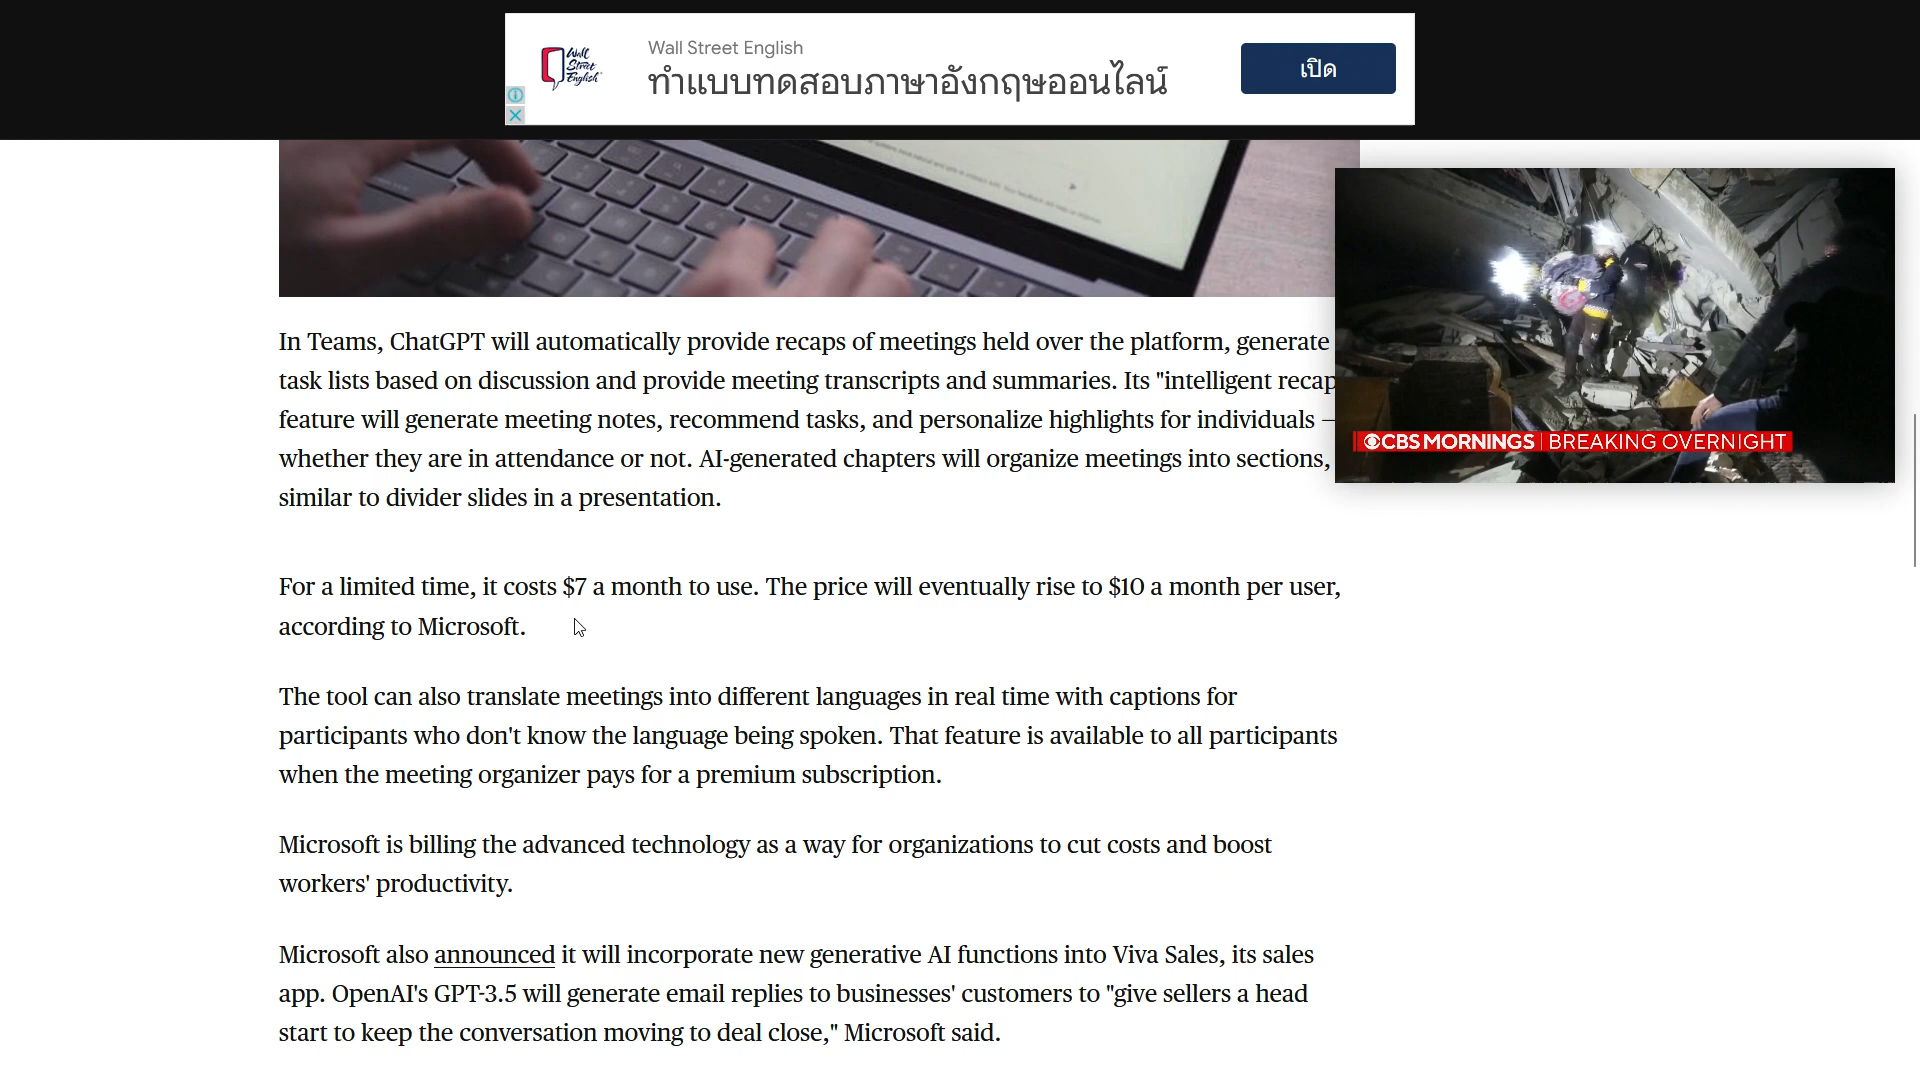 Wall Street English
Wall
Street
English
ทำแบบทดสอบภาษาอังกฤษออนไลน์
เปิด
In Teams, ChatGPT will automatically provide recaps of meetings held over the platform, generate
task lists based on discussion and provide meeting transcripts and summaries. Its "intelligent recap
feature will generate meeting notes, recommend tasks, and personalize highlights for individuals —
whether they are in attendance or not. AI-generated chapters will organize meetings into sections,
similar to divider slides in a presentation.
CBS MORNINGS | BREAKING OVERNIGHT
For a limited time, it costs $7 a month to use. The price will eventually rise to $10 a month per user,
according to Microsoft.
The tool can also translate meetings into different languages in real time with captions for
participants who don't know the language being spoken. That feature is available to all participants
when the meeting organizer pays for a premium subscription.
Microsoft is billing the advanced technology as a way for organizations to cut costs and boost
workers' productivity.
Microsoft also announced it will incorporate new generative AI functions into Viva Sales, its sales
app. OpenAI's GPT-3.5 will generate email replies to businesses' customers to "give sellers a head
start to keep the conversation moving to deal close," Microsoft said.